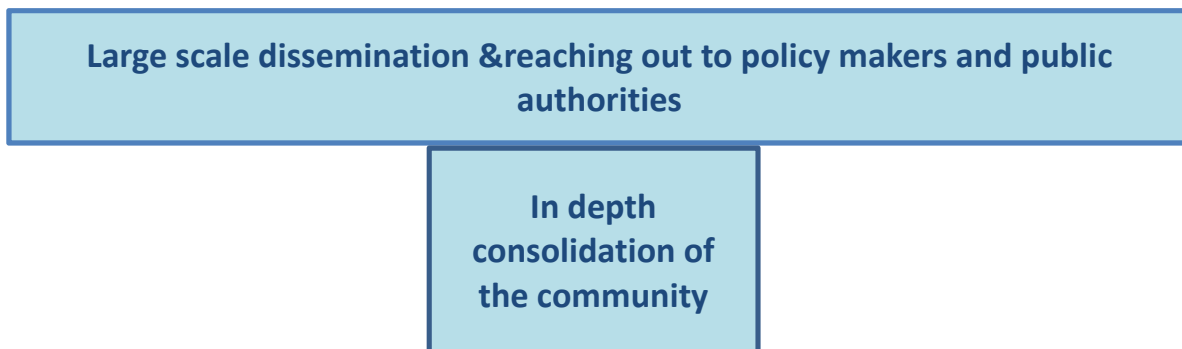 Large scale dissemination &reaching out to policy makers and public
authorities
In depth
consolidation of
the community